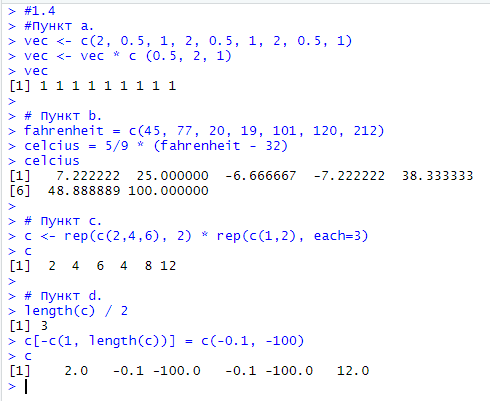 > #1.4
> #Пункт a.
> vec <- c(2, 0.5, 1, 2, 0.5, 1, 2, 0.5, 1)
> vec <- vec * c (0.5, 2, 1)
> vec
[1] 1 1 1 1 1 1 1 1 1
>
> # Пункт b.
> fahrenheit = c(45, 77, 20, 19, 101, 120, 212)
> celcius = 5/9 * (fahrenheit - 32)
> celcius
[1]   7.222222  25.000000  -6.666667  -7.222222  38.333333
[6]  48.888889 100.000000
>
> # Пункт c.
> c <- rep(c(2,4,6), 2) * rep(c(1,2), each=3)
> c
[1]  2  4  6  4  8 12
>
> # Пункт d.
> length(c) / 2
[1] 3
> c[-c(1, length(c))] = c(-0.1, -100)
> c
[1]    2.0   -0.1 -100.0   -0.1 -100.0   12.0
>